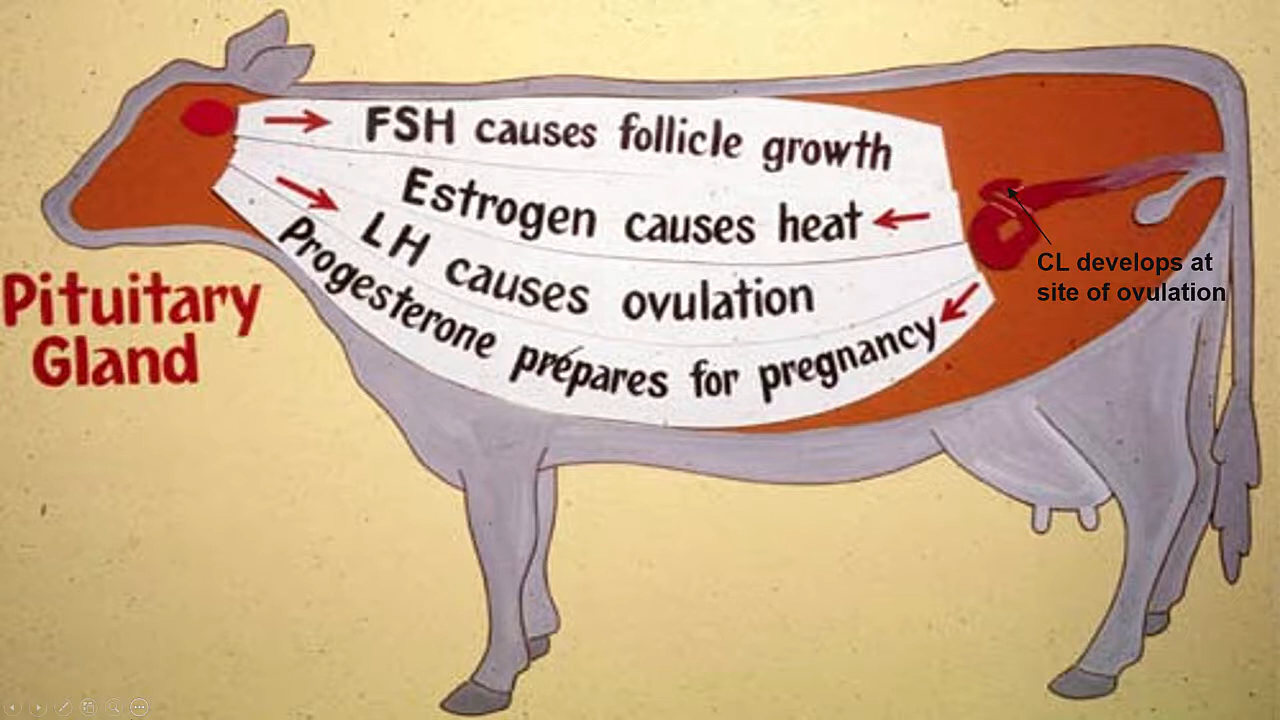 FSH causes follicle growth
Estrogen causes heat
LH causes ovulation
Progesterone prepares for pregnancy
Pituitary
Gland
CL develops at
site of ovulation